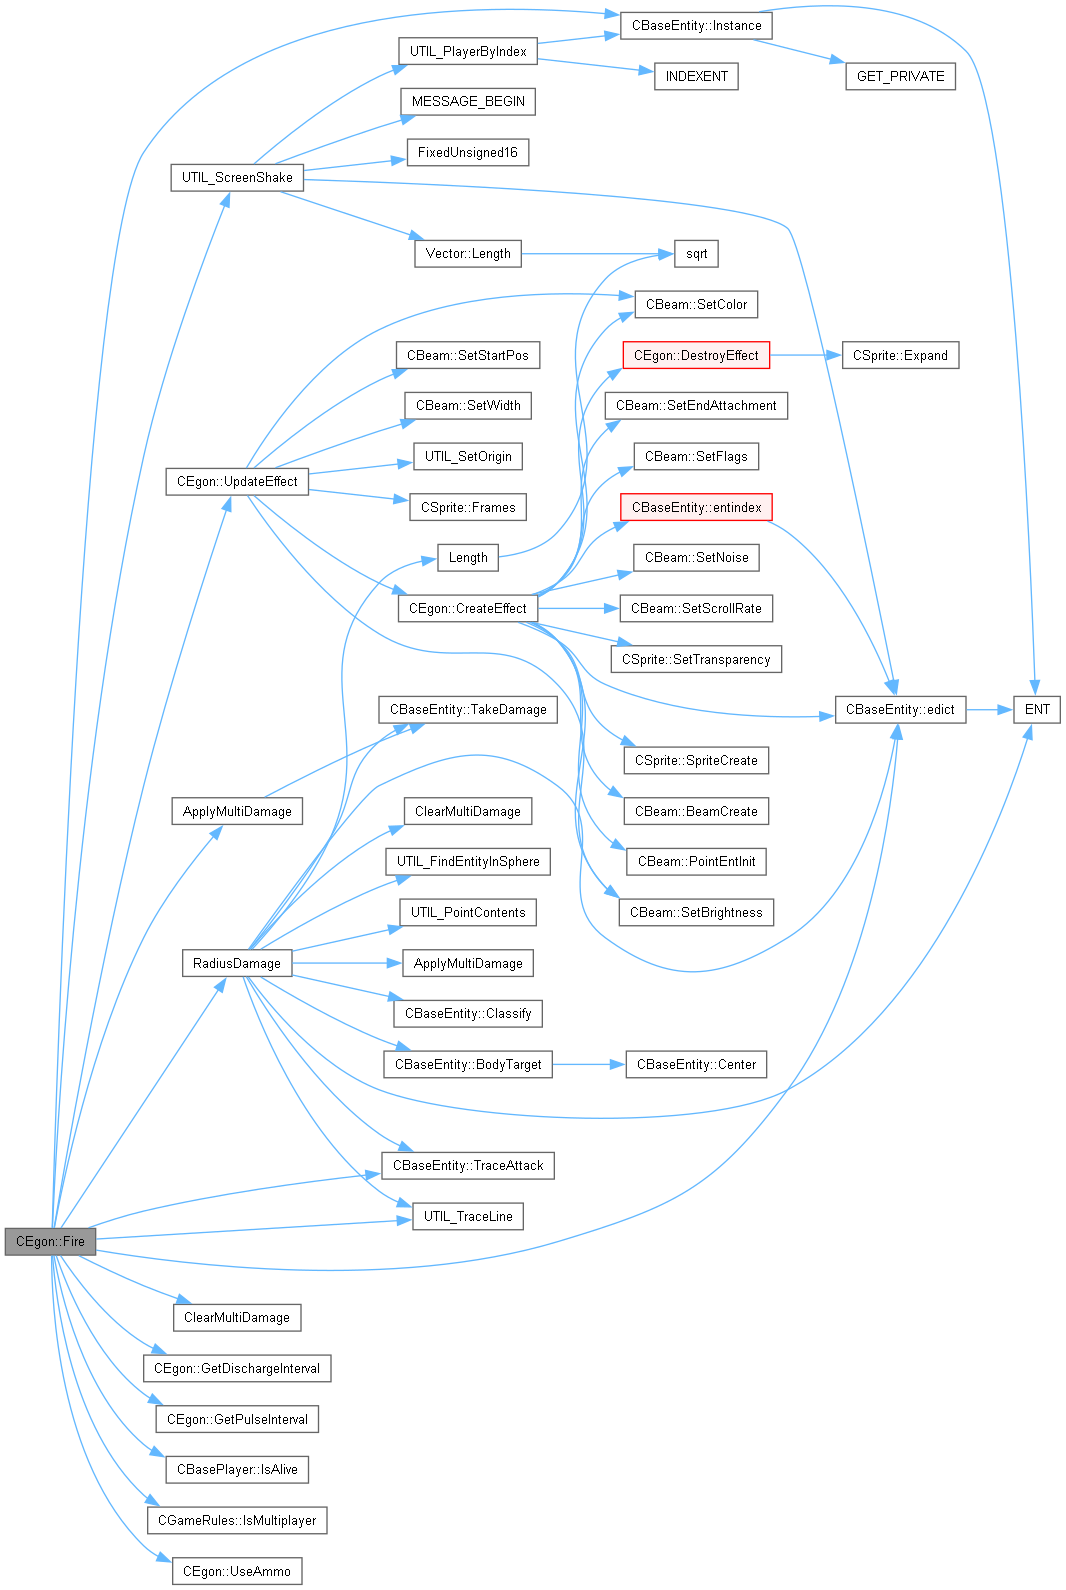 CBaseEntity::Instance
UTIL_PlayerByIndex
INDEXENT
GET_PRIVATE
MESSAGE_BEGIN
FixedUnsigned16
UTIL_ScreenShake
Vector::Length
sqrt
CBeam::SetColor
CBeam::SetStartPos
CEgon::DestroyEffect
CSprite::Expand
CBeam::SetWidth
CBeam::SetEndAttachment
UTIL_SetOrigin
CBeam::SetFlags
CEgon::UpdateEffect
CSprite::Frames
CBaseEntity::entindex
Length
CBeam::SetNoise
CEgon::CreateEffect
CBeam::SetScrollRate
CSprite::SetTransparency
CBaseEntity::TakeDamage
CBaseEntity::edict
ENT
CSprite::SpriteCreate
ApplyMultiDamage
ClearMultiDamage
CBeam::BeamCreate
UTIL_FindEntityInSphere
CBeam::PointEntInit
UTIL_PointContents
CBeam::SetBrightness
RadiusDamage
ApplyMultiDamage
CBaseEntity::Classify
CBaseEntity::BodyTarget
CBaseEntity::Center
CBaseEntity::TraceAttack
UTIL_TraceLine
CEgon::Fire
ClearMultiDamage
CEgon::GetDischargeInterval
CEgon::GetPulseInterval
CBasePlayer::IsAlive
CGameRules::IsMultiplayer
CEgon::UseAmmo